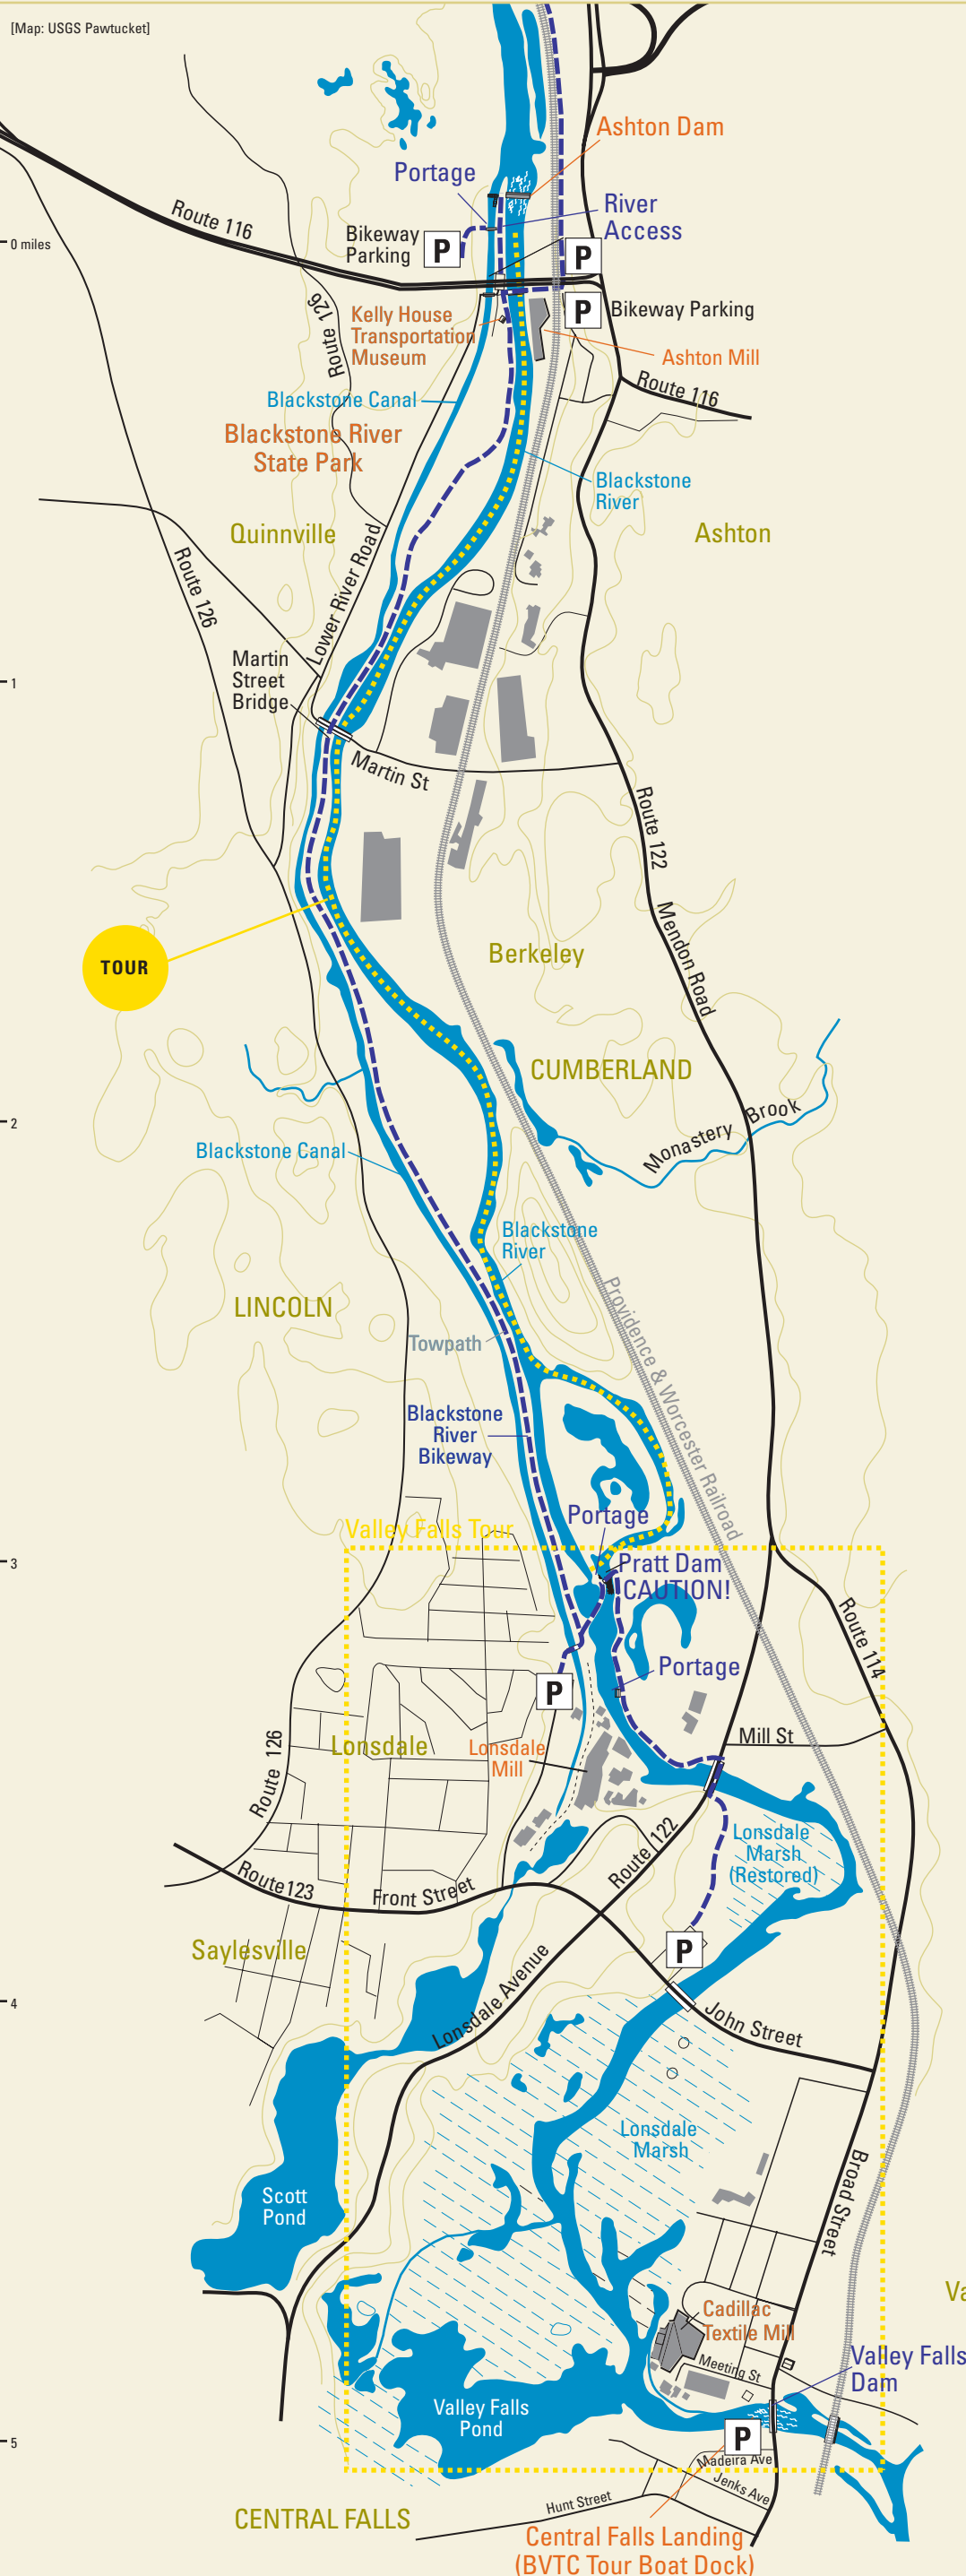 [Map: USGS Pawtucket]
Ashton Dam
Portage
River
Access
Route 116
0 miles
Bikeway
Parking
P
P
P
Bikeway Parking
Route 126
Kelly House
Transportation
Museum
Ashton Mill
Route 116
Blackstone Canal
Blackstone River
State Park
Blackstone
River
Quinnville
Ashton
Route 126
Lower River Road
Martin
Street
Bridge
1
Martin St
Route 122
Mendon Road
Berkeley
TOUR
CUMBERLAND
Monastery Brook
2
Blackstone Canal
Blackstone
River
LINCOLN
Providence & Worcester Railroad
Towpath
Blackstone
River
Bikeway
Portage
Valley Falls Tour
3
Pratt Dam
CAUTION!
Route 114
Portage
P
Mill St
Lonsdale
Lonsdale
Mill
Route 126
Route 122
Lonsdale
Marsh
(Restored)
Route123
Front Street
Saylesville
P
Lonsdale Avenue
4
John Street
Lonsdale
Marsh
Broad Street
Scott
Pond
Va
Cadillac
Textile Mill
Meeting St
Valley Falls
Dam
Valley Falls
Pond
P
5
Madeira Ave
Jenks Ave
Hunt Street
CENTRAL FALLS
Central Falls Landing
(BVTC Tour Boat Dock)